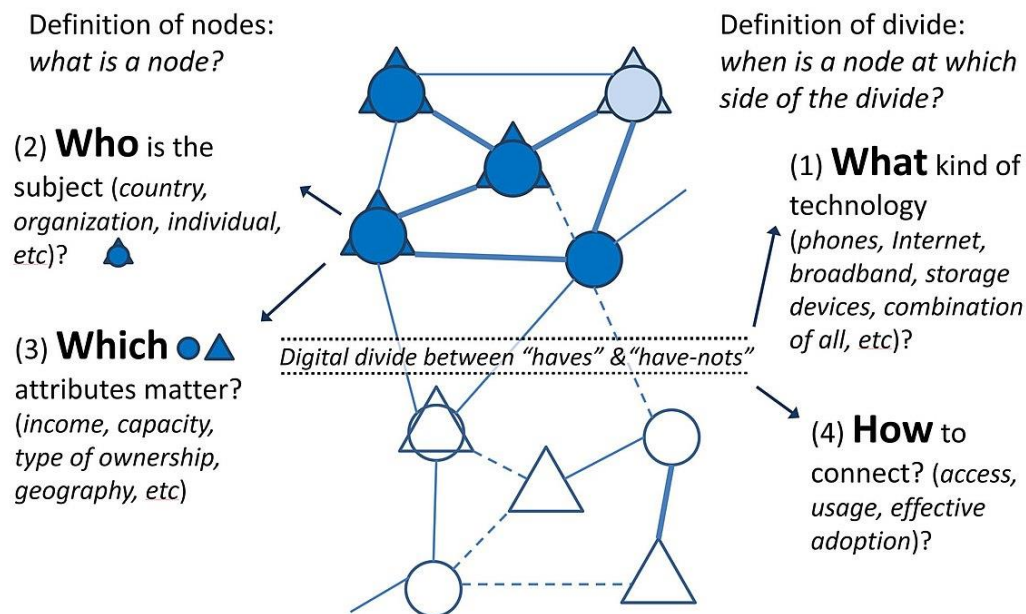 Definition of nodes:
what is a node?
(2) Who is the
subject (country,
organization, individual,
etc)?
(3) Which
attributes matter?
(income, capacity,
type of ownership,
geography, etc)
Digital divide between “haves” &“have-nots”
Definition of divide:
when is a node at which
side of the divide?
(1) What kind of
technology
(phones, Internet,
broadband, storage
devices, combination
of all, etc)?
(4) How to
connect? (access,
usage, effective
adoption)?